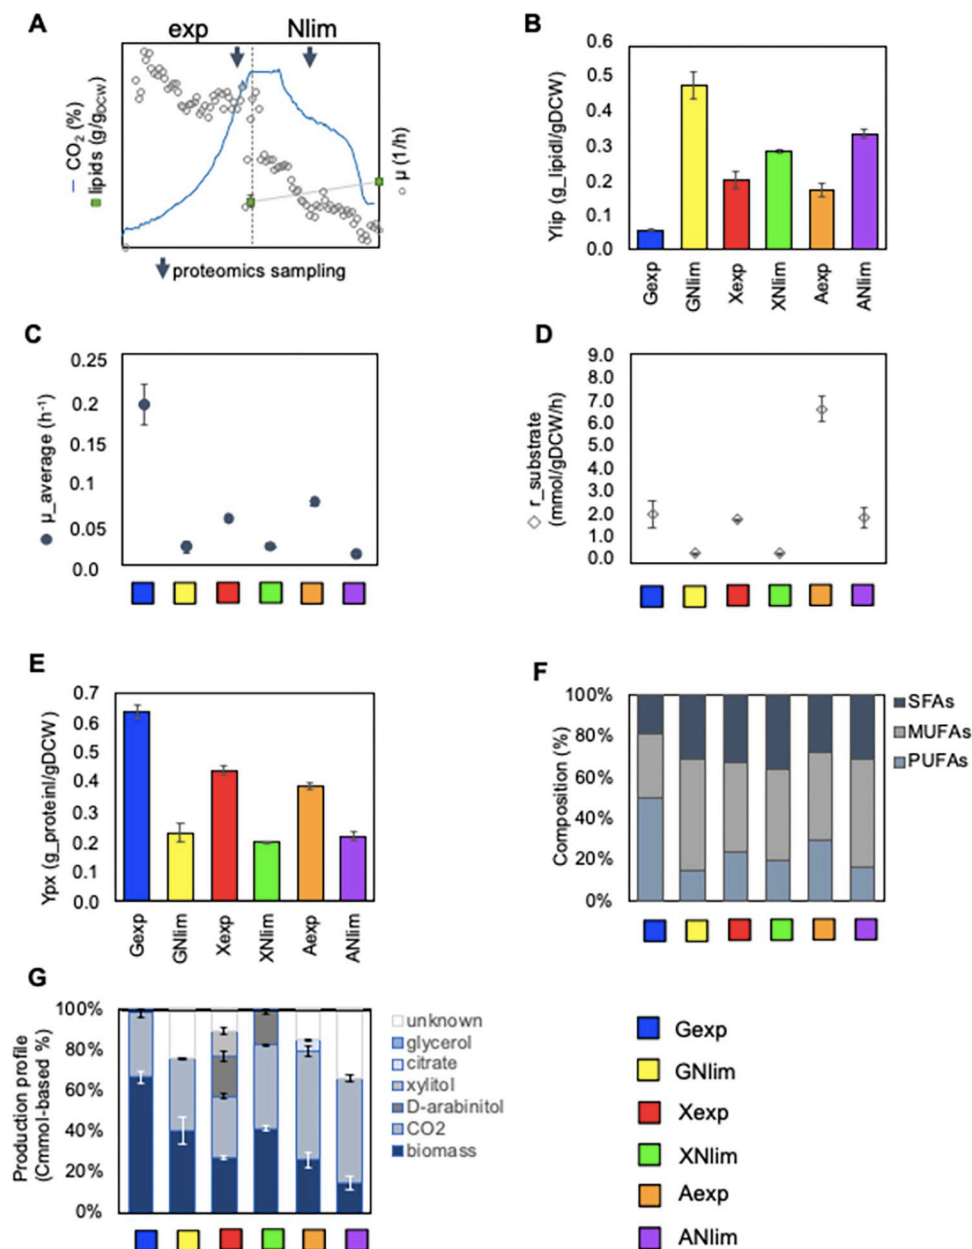 A
exp Nlim
CO2 (%)
lipids (g/gDCW)
μ (1/h)
proteomics sampling
B
Ylip (g_lipidl/gDCW)
0.6
0.5
0.4
0.3
0.2
0.1
0.0
Gexp GNlim Xexp XNlim Aexp ANlim
C
μ_average (h-1)
0.25
0.2
0.15
0.1
0.05
0.0
D
r_substrate
(mmol/gDCW/h)
9.0
8.0
7.0
6.0
5.0
4.0
3.0
2.0
1.0
0.0
E
Ypx (g_proteinl/gDCW)
0.7
0.6
0.5
0.4
0.3
0.2
0.1
0.0
Gexp GNlim Xexp XNlim Aexp ANlim
F
Composition (%)
100%
80%
60%
40%
20%
0%
SFAs
MUFAs
PUFAs
G
Production profile
(Cmmol-based %)
100%
80%
60%
40%
20%
0%
unknown
glycerol
citrate
xylitol
D-arabinitol
CO2
biomass
Gexp
GNlim
Xexp
XNlim
Aexp
ANlim